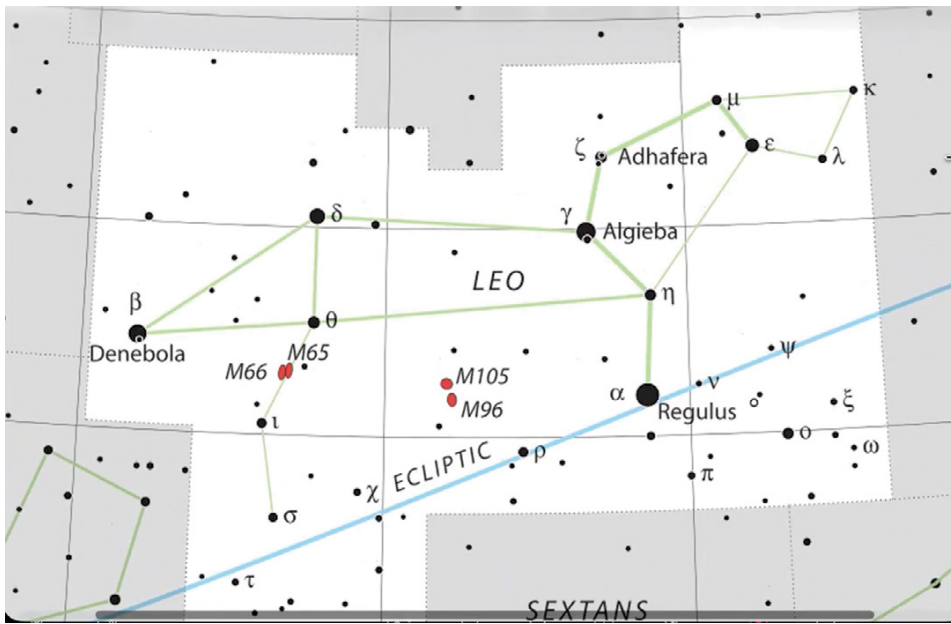 κ
μ
ζ
Adhafera
ε
λ
δ
γ
Algieba
LEO
η
β
θ
Denebola
M65
M66
ψ
M105
ν
α
M96
Regulus
ξ
ι
ο
ω
ρ
ECLIPTIC
π
χ
σ
τ
SEXTANS